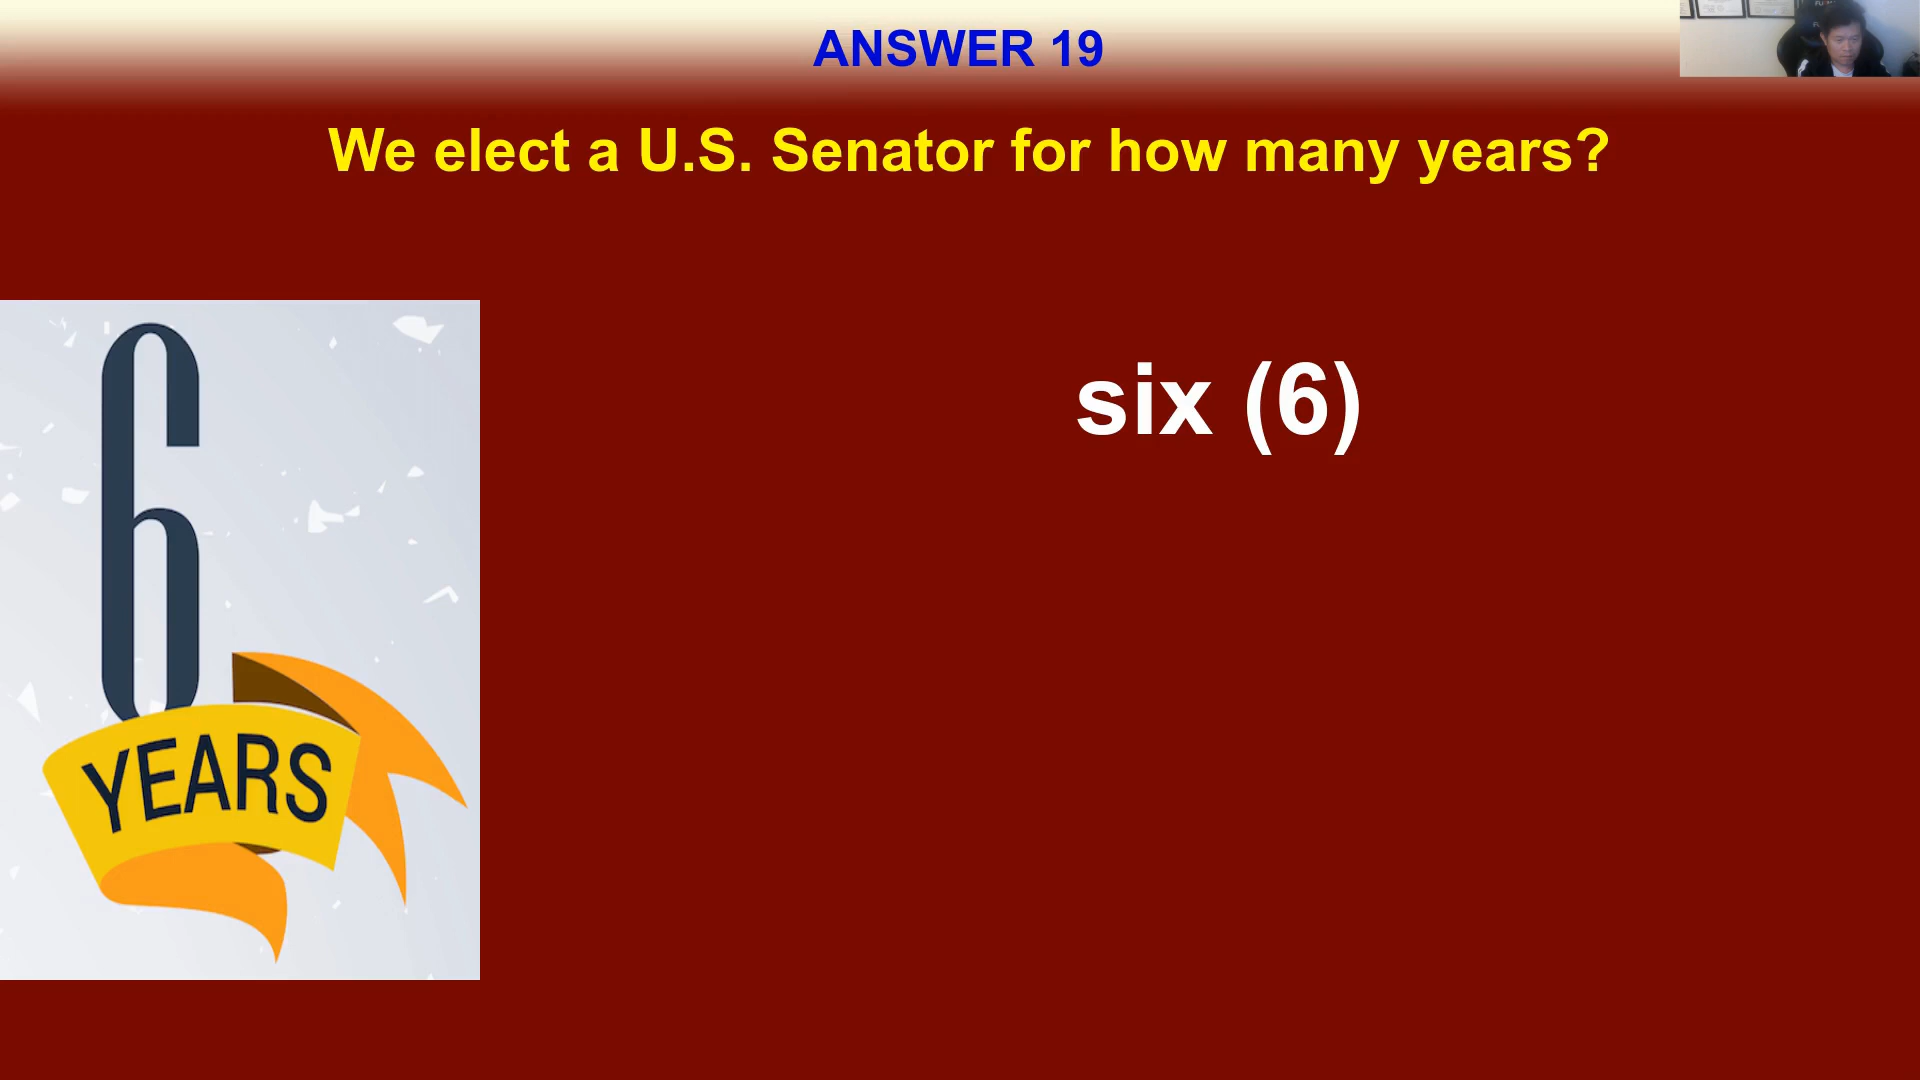 ANSWER 19
We elect a U.S. Senator for how many years?
six (6)
6
YEARS